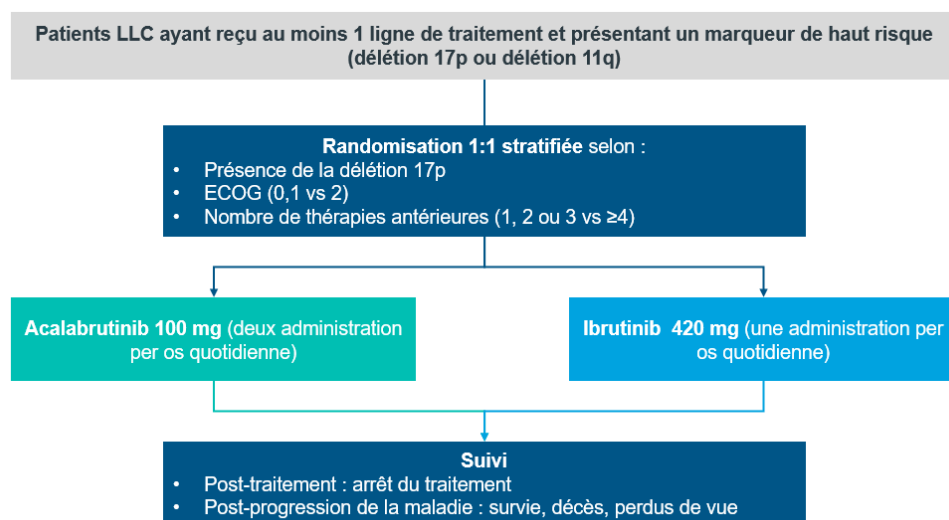 Patients LLC ayant reçu au moins 1 ligne de traitement et présentant un marqueur de haut risque
(délétion 17p ou délétion 11q)
Randomisation 1:1 stratifiée selon :
• Présence de la délétion 17p
• ECOG (0,1 vs 2)
• Nombre de thérapies antérieures (1, 2 ou 3 vs ≥4)
Acalabrutinib 100 mg (deux administration
per os quotidienne)
Ibrutinib 420 mg (une administration per
os quotidienne)
Suivi
• Post-traitement : arrêt du traitement
• Post-progression de la maladie : survie, décès, perdus de vue